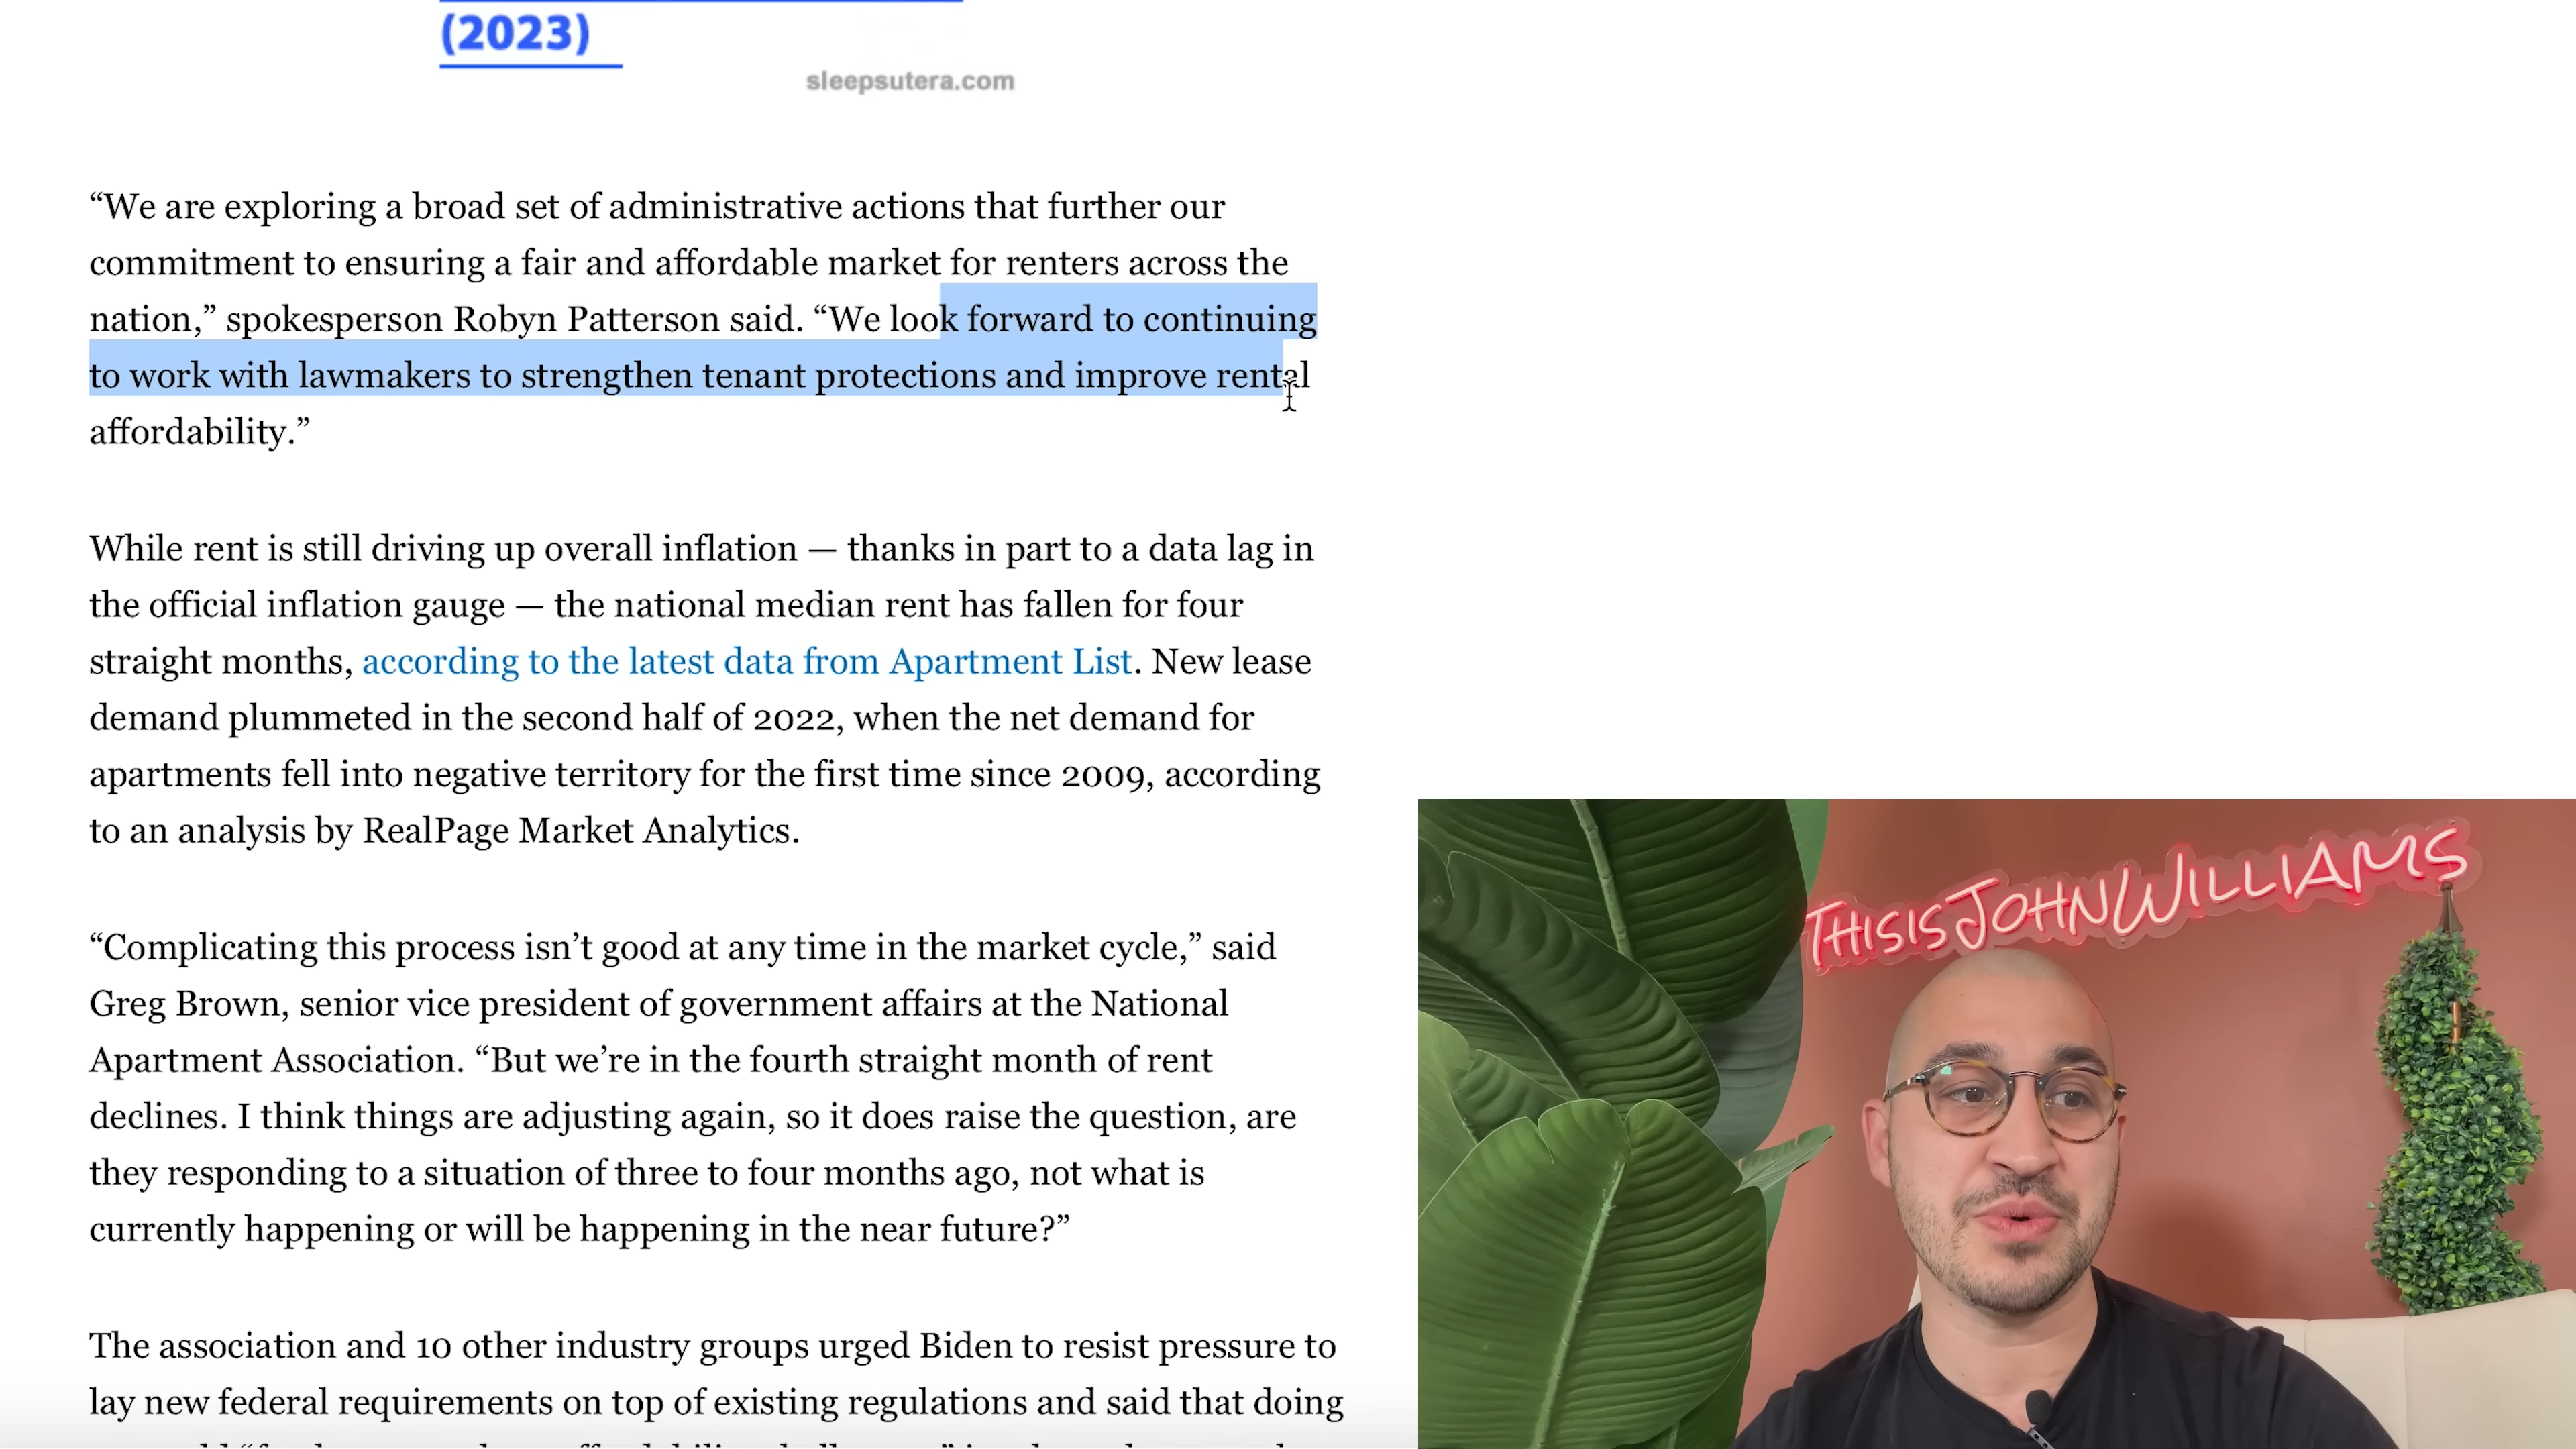 (2023)
sleepsutera.com
“We are exploring a broad set of administrative actions that further our
commitment to ensuring a fair and affordable market for renters across the
nation,” spokesperson Robyn Patterson said. “We look forward to continuing
to work with lawmakers to strengthen tenant protections and improve rental
affordability.”
While rent is still driving up overall inflation — thanks in part to a data lag in
the official inflation gauge — the national median rent has fallen for four
straight months, according to the latest data from Apartment List. New lease
demand plummeted in the second half of 2022, when the net demand for
apartments fell into negative territory for the first time since 2009, according
to an analysis by RealPage Market Analytics.
“Complicating this process isn’t good at any time in the market cycle,” said
Greg Brown, senior vice president of government affairs at the National
Apartment Association. “But we’re in the fourth straight month of rent
declines. I think things are adjusting again, so it does raise the question, are
they responding to a situation of three to four months ago, not what is
currently happening or will be happening in the near future?”
The association and 10 other industry groups urged Biden to resist pressure to
lay new federal requirements on top of existing regulations and said that doing
THISISJOHNWILLIAMS